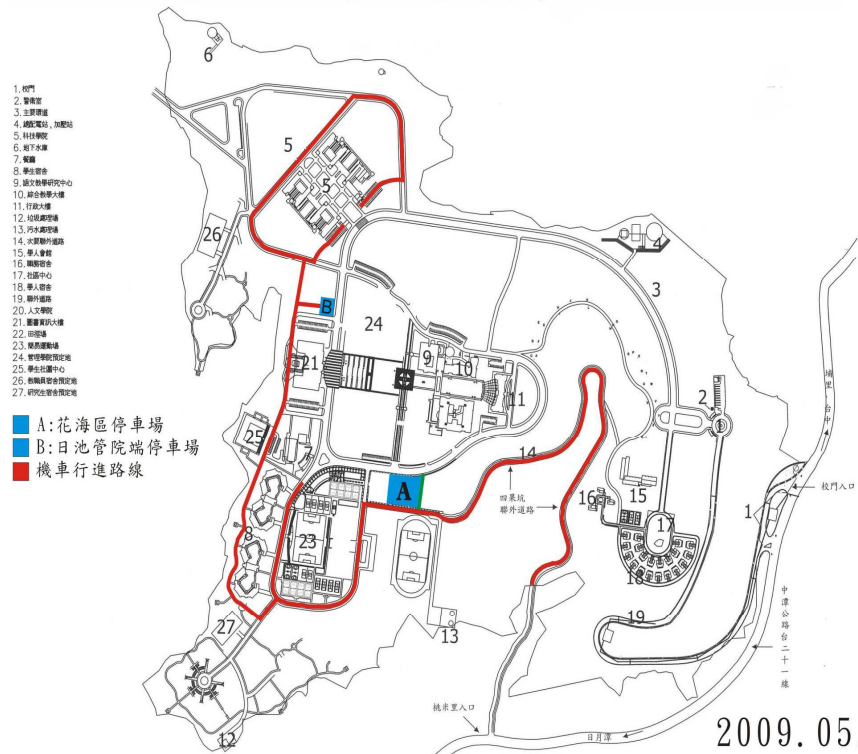 1.校門
2.警衛室
3.主要環道
4.總配電站、加壓站
5.科技學院
6.地下水庫
7.餐廳
8.學生宿舍
9.語文教學研究中心
10.綜合教學大樓
11.行政大樓
12.垃圾處理場
13.污水處理場
14.次要聯外道路
15.學人會館
16.職務宿舍
17.社區中心
18.學人宿舍
19.聯外道路
20.人文學院
21.圖書資訊大樓
22.田徑場
23.簡易運動場
24.管理學院預定地
25.學生社團中心
26.教職員宿舍預定地
27.研究生宿舍預定地
A:花海區停車場
B:日池管院端停車場
機車行進路線
6
5
5
26
4
3
B
24
9
10
21
11
2
1
14
25
A
四果坑
聯外道路
15
16
17
1
校門入口
埔里.台中
23
8
18
19
中潭公路台二十一線
27
13
12
桃米里入口
日月潭
2009.05